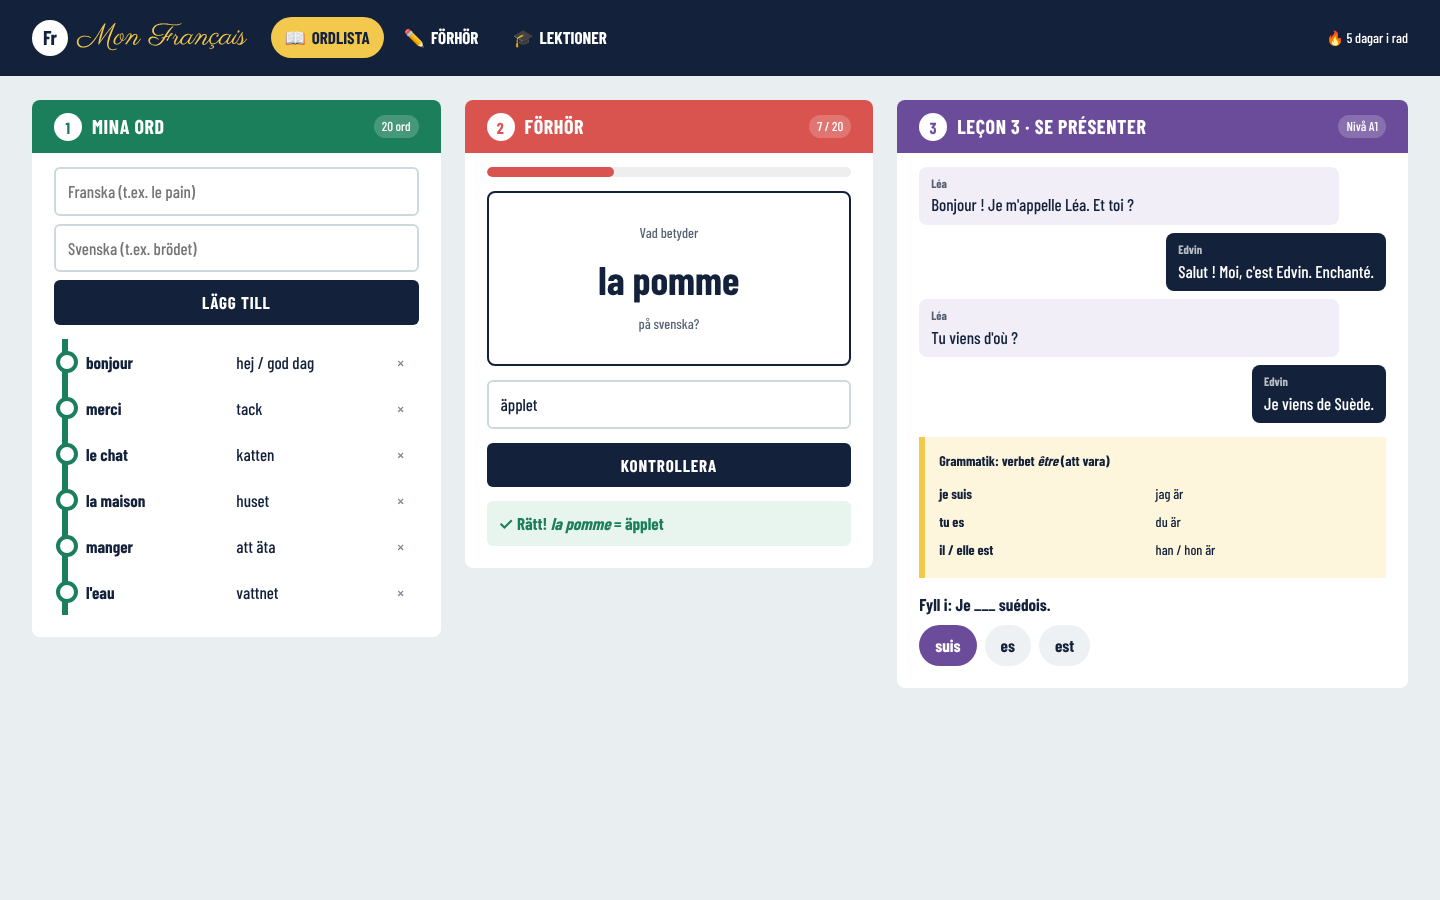 Fr Mon Français 📖 ORDLISTA ✏️ FÖRHÖR 🎓 LEKTIONER 🔥 5 dagar i rad
1 MINA ORD 20 ord
Franska (t.ex. le pain)
Svenska (t.ex. brödet)
LÄGG TILL
bonjour hej / god dag ×
merci tack ×
le chat katten ×
la maison huset ×
manger att äta ×
l'eau vattnet ×
2 FÖRHÖR 7 / 20
Vad betyder
la pomme
på svenska?
äpplet
KONTROLLERA
✓ Rätt! la pomme = äpplet
3 LEÇON 3 · SE PRÉSENTER Nivå A1
Léa
Bonjour ! Je m'appelle Léa. Et toi ?
Edvin
Salut ! Moi, c'est Edvin. Enchanté.
Léa
Tu viens d'où ?
Edvin
Je viens de Suède.
Grammatik: verbet être (att vara)
je suis jag är
tu es du är
il / elle est han / hon är
Fyll i: Je ___ suédois.
suis es est